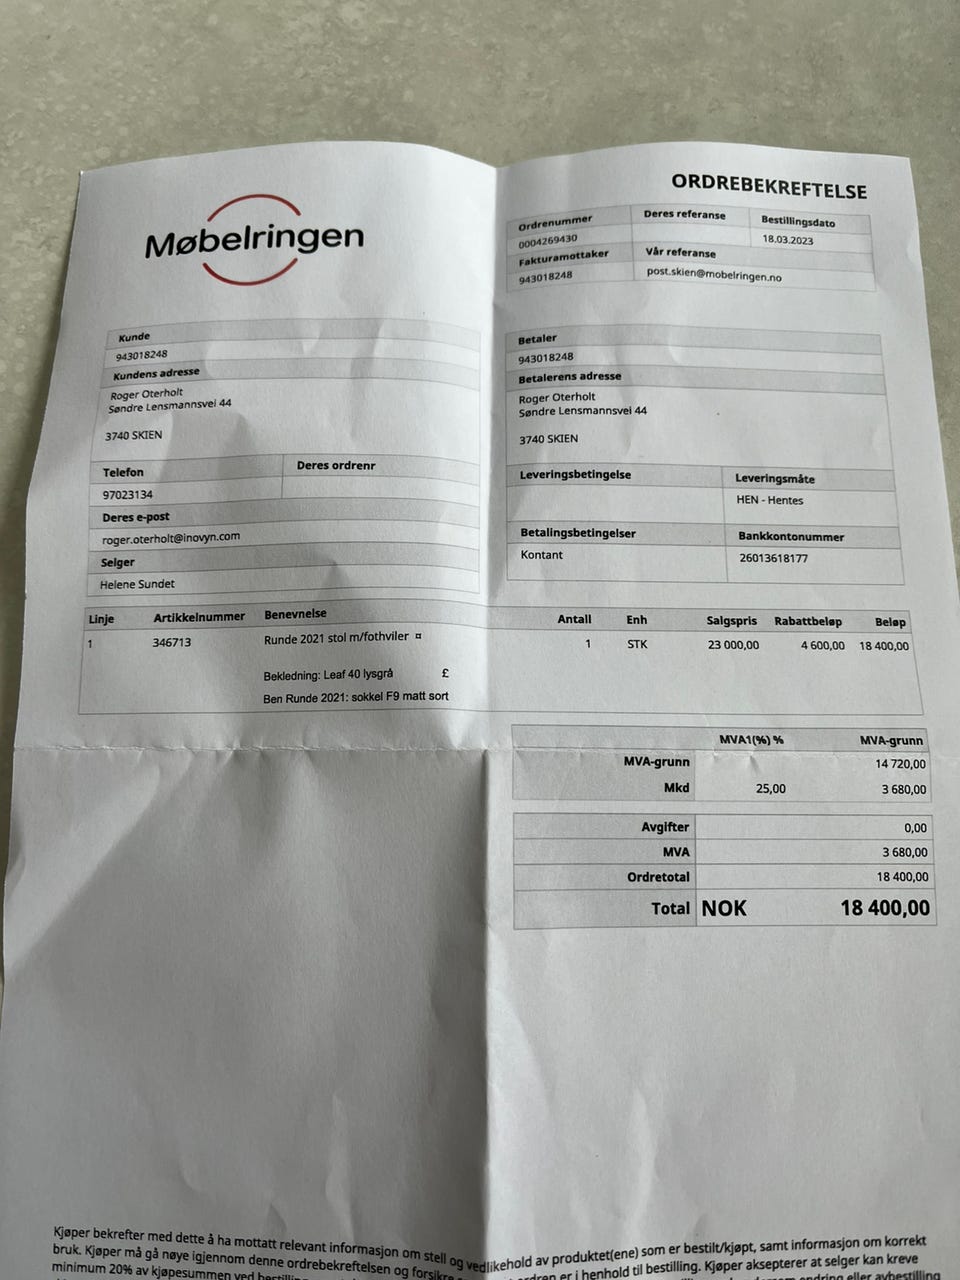 Møbelringen
ORDREBEKREFTELSE
Ordrenummer Deres referanse Bestillingsdato
0004269430 18.03.2023
Fakturamottaker Vår referanse
943018248 post.skien@mobelringen.no
Kunde
943018248
Kundens adresse
Roger Oterholt
Søndre Lensmannsvei 44
3740 SKIEN
Telefon Deres ordrenr
97023134
Deres e-post
roger.oterholt@inovyn.com
Selger
Helene Sundet
Betaler
943018248
Betalerens adresse
Roger Oterholt
Søndre Lensmannsvei 44
3740 SKIEN
Leveringsbetingelse Leveringsmåte
HEN - Hentes
Betalingsbetingelser Bankkontonummer
Kontant 26013618177
Linje Artikkelnummer Benevnelse Antall Enh Salgspris Rabattbeløp Beløp
1 346713 Runde 2021 stol m/fothviler ¤ 1 STK 23 000,00 4 600,00 18 400,00
Bekledning: Leaf 40 lysgrå £
Ben Runde 2021: sokkel F9 matt sort
MVA1(%) % MVA-grunn
MVA-grunn 14 720,00
Mkd 25,00 3 680,00
Avgifter 0,00
MVA 3 680,00
Ordretotal 18 400,00
Total NOK 18 400,00
Kjøper bekrefter med dette å ha mottatt relevant informasjon om stell og vedlikehold av produktet(ene) som er bestilt/kjøpt, samt informasjon om korrekt
bruk. Kjøper må gå nøye igjennom denne ordrebekreftelsen og forsikre ordren er i henhold til bestilling. Kjøper aksepterer at selger kan kreve
minimum 20% av kjøpesummen ved endring eller avbestilling